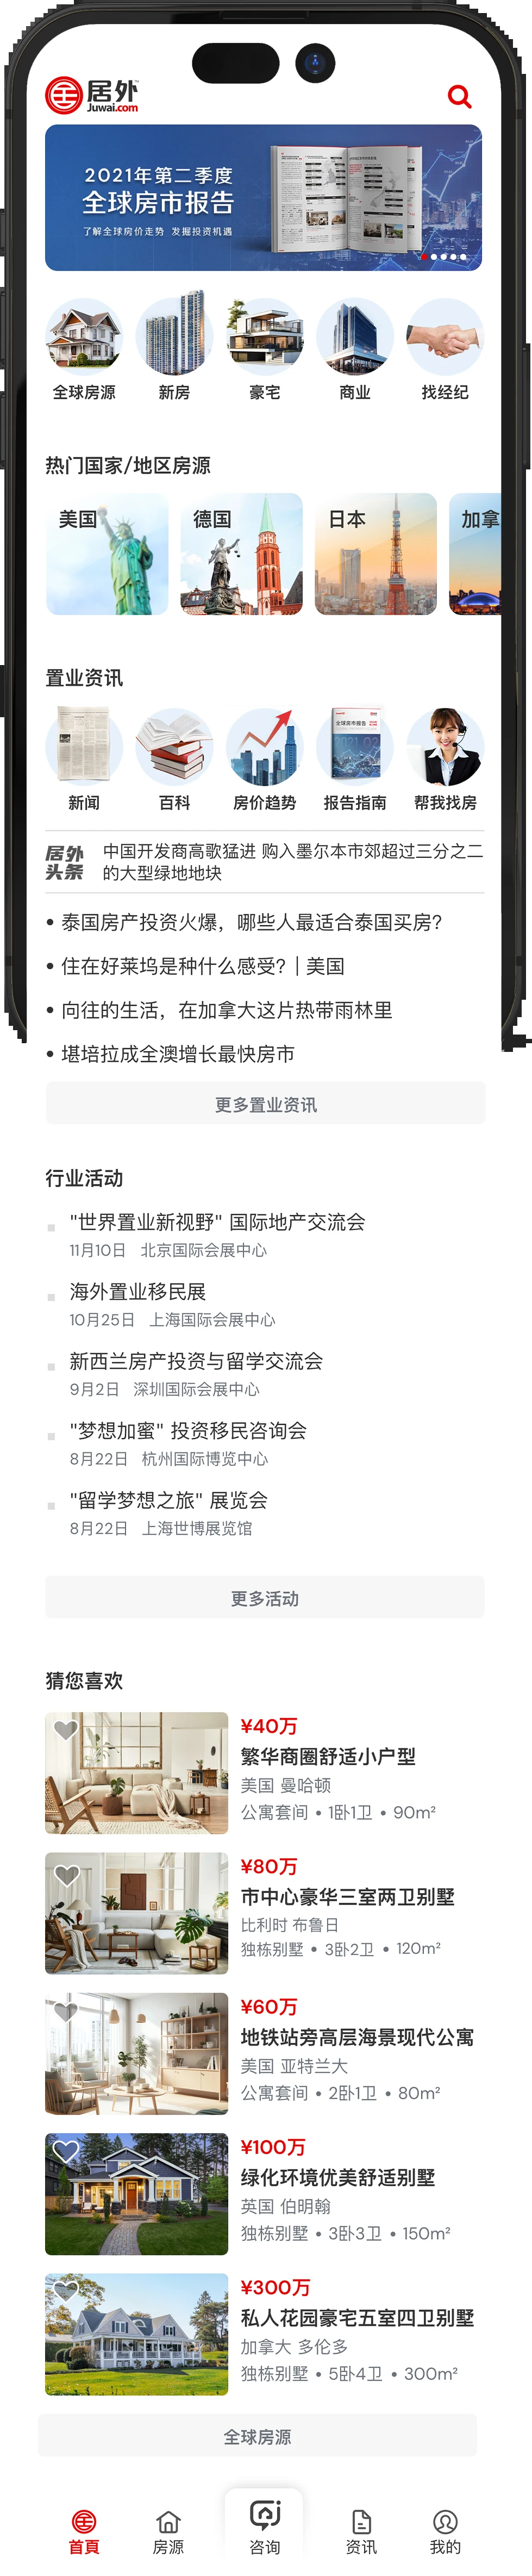 居外
Juwai.com
2021年第二季度
全球房市报告
了解全球房价走势 发掘投资机遇
全球房源
新房
豪宅
商业
找经纪
热门国家/地区房源
美国
德国
日本
加拿
置业资讯
全球房市报告
新闻
百科
房价趋势
报告指南
帮我找房
居外
头条
中国开发商高歌猛进 购入墨尔本市郊超过三分之二
的大型绿地地块
• 泰国房产投资火爆，哪些人最适合泰国买房?
• 住在好莱坞是种什么感受? | 美国
• 向往的生活，在加拿大这片热带雨林里
• 堪培拉成全澳增长最快房市
更多置业资讯
行业活动
"世界置业新视野" 国际地产交流会
11月10日 北京国际会展中心
海外置业移民展
10月25日 上海国际会展中心
新西兰房产投资与留学交流会
9月2日 深圳国际会展中心
"梦想加蜜" 投资移民咨询会
8月22日 杭州国际博览中心
"留学梦想之旅" 展览会
8月22日 上海世博展览馆
更多活动
猜您喜欢
¥40万
繁华商圈舒适小户型
美国 曼哈顿
公寓套间 • 1卧1卫 • 90m²
¥80万
市中心豪华三室两卫别墅
比利时 布鲁日
独栋别墅 • 3卧2卫 • 120m²
¥60万
地铁站旁高层海景现代公寓
美国 亚特兰大
公寓套间 • 2卧1卫 • 80m²
¥100万
绿化环境优美舒适别墅
英国 伯明翰
独栋别墅 • 3卧3卫 • 150m²
¥300万
私人花园豪宅五室四卫别墅
加拿大 多伦多
独栋别墅 • 5卧4卫 • 300m²
全球房源
首頁
房源
咨询
资讯
我的